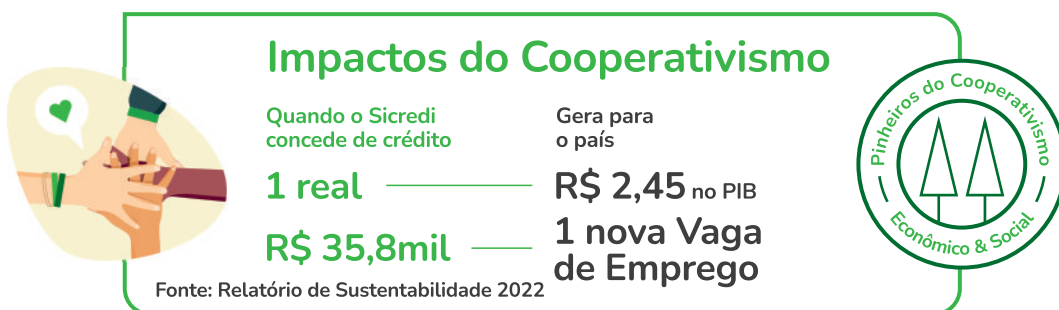 Impactos do Cooperativismo
Quando o Sicredi
concede de crédito
Gera para
o país
1 real
R$ 2,45 no PIB
R$ 35,8mil
1 nova Vaga
de Emprego
Fonte: Relatório de Sustentabilidade 2022
Pinheiros do Cooperativismo
Econômico & Social